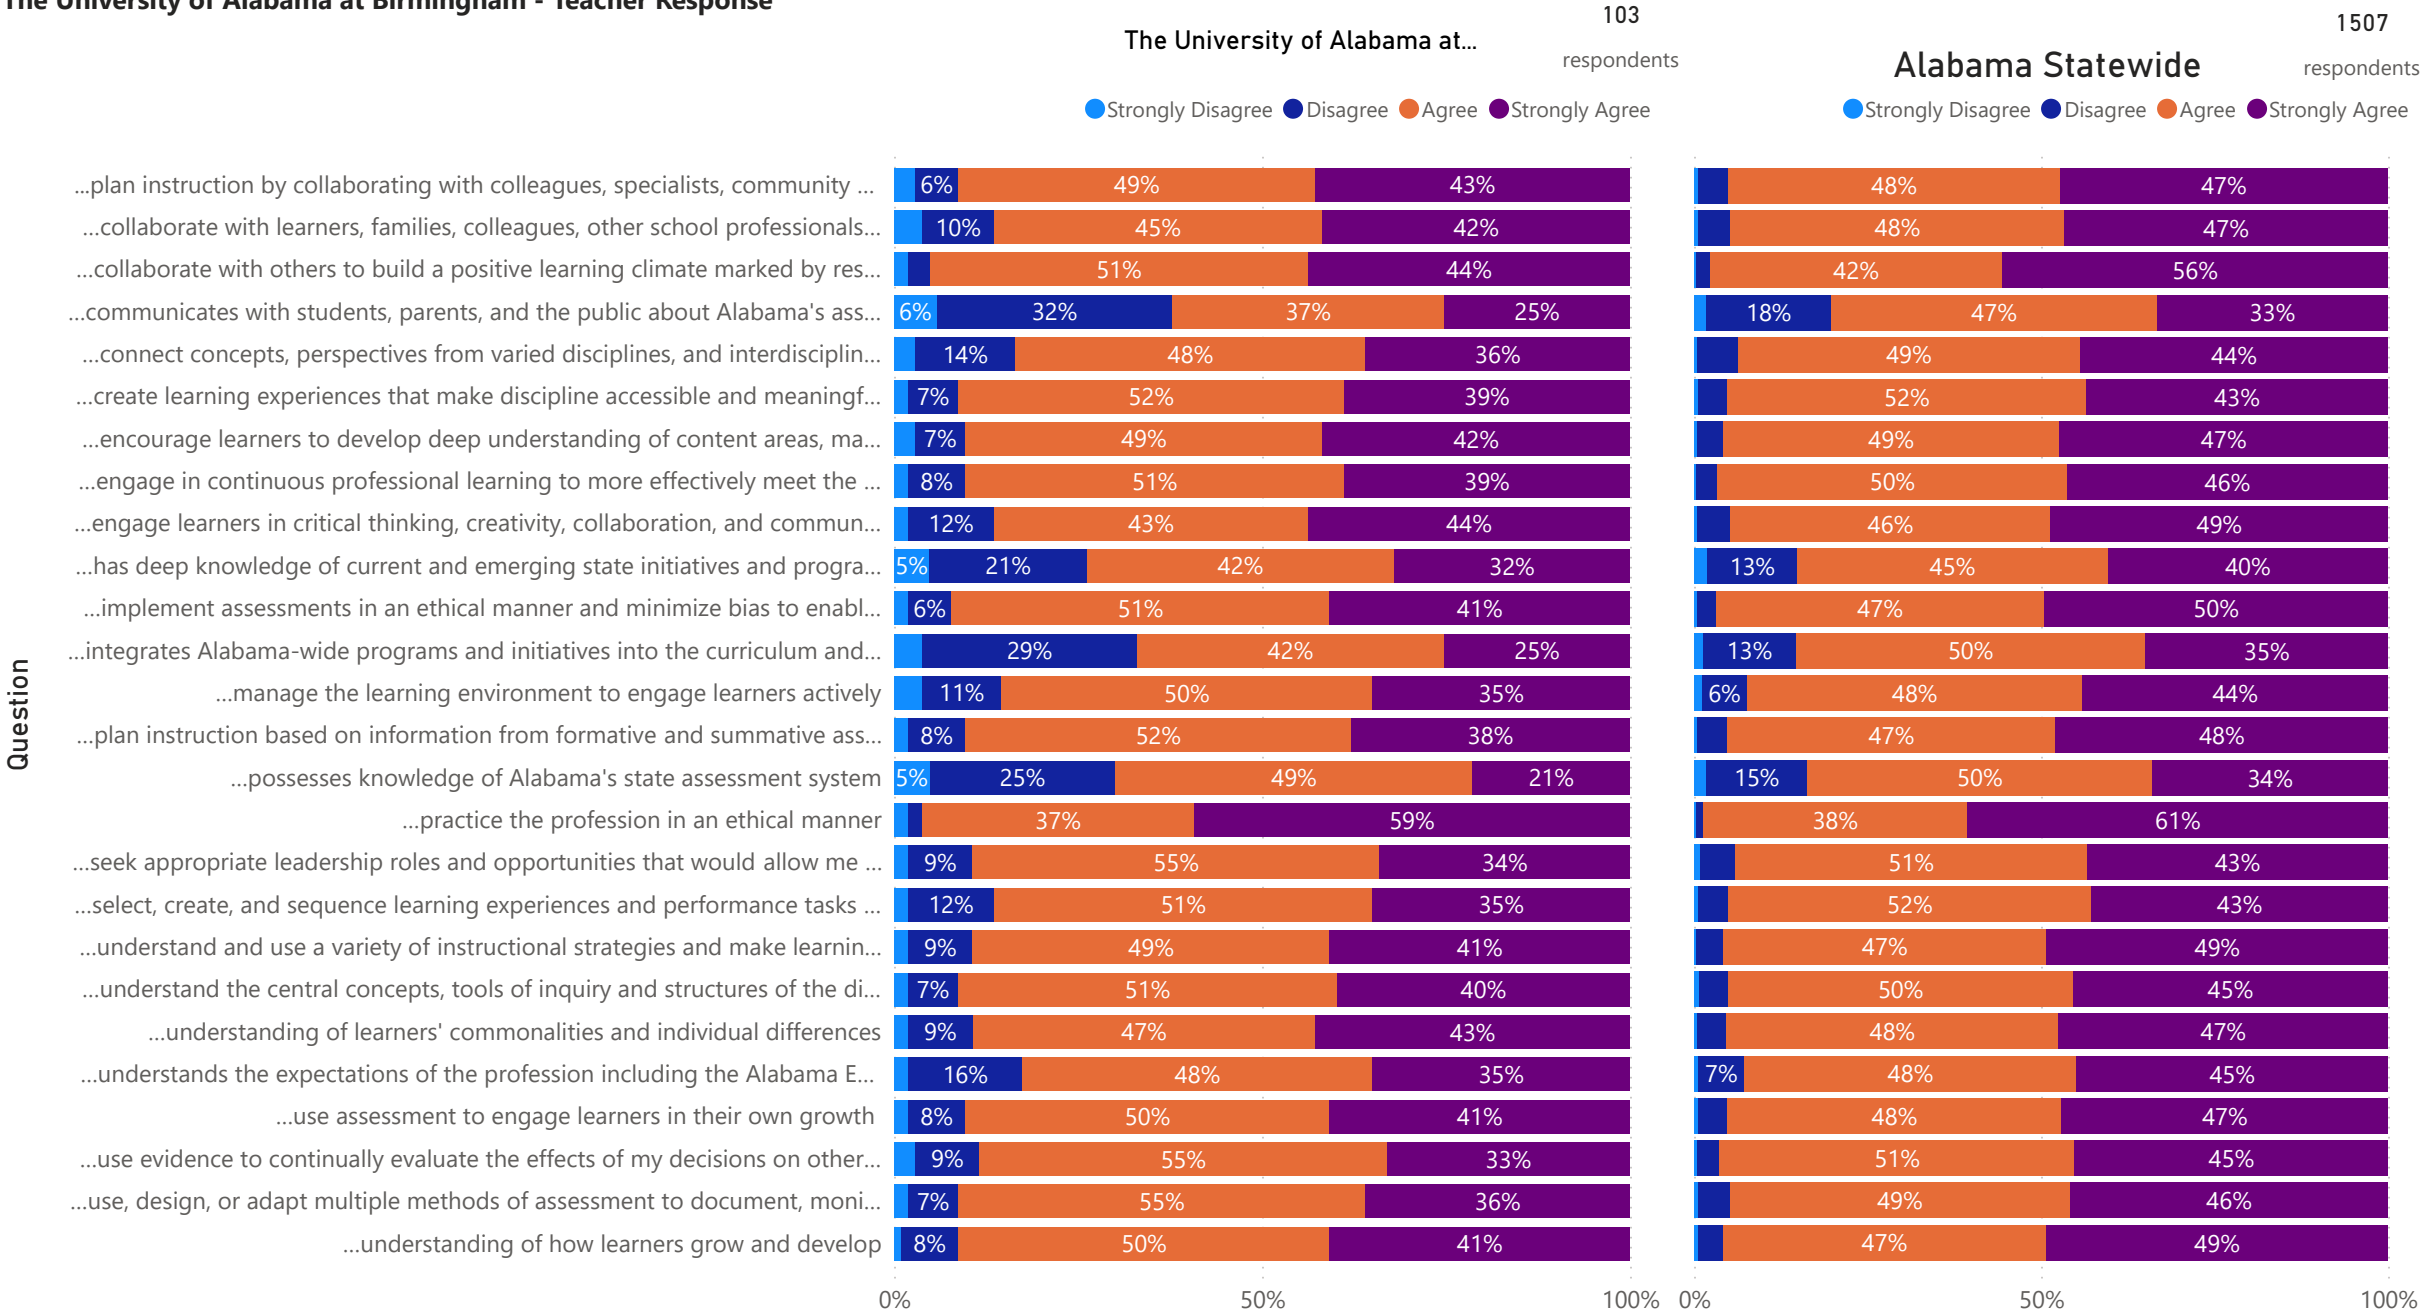 The University of Alabama at Birmingham - Teacher Response
The University of Alabama at...
103
respondents
Alabama Statewide
1507
respondents
Strongly Disagree Disagree Agree Strongly Agree
Strongly Disagree Disagree Agree Strongly Agree
Question
...plan instruction by collaborating with colleagues, specialists, community ... 6% 49% 43% 48% 47%
...collaborate with learners, families, colleagues, other school professionals... 10% 45% 42% 48% 47%
...collaborate with others to build a positive learning climate marked by res... 51% 44% 42% 56%
...communicates with students, parents, and the public about Alabama's ass... 6% 32% 37% 25% 18% 47% 33%
...connect concepts, perspectives from varied disciplines, and interdisciplin... 14% 48% 36% 49% 44%
...create learning experiences that make discipline accessible and meaningf... 7% 52% 39% 52% 43%
...encourage learners to develop deep understanding of content areas, ma... 7% 49% 42% 49% 47%
...engage in continuous professional learning to more effectively meet the ... 8% 51% 39% 50% 46%
...engage learners in critical thinking, creativity, collaboration, and commun... 12% 43% 44% 46% 49%
...has deep knowledge of current and emerging state initiatives and progra... 5% 21% 42% 32% 13% 45% 40%
...implement assessments in an ethical manner and minimize bias to enabl... 6% 51% 41% 47% 50%
...integrates Alabama-wide programs and initiatives into the curriculum and... 29% 42% 25% 13% 50% 35%
...manage the learning environment to engage learners actively 11% 50% 35% 6% 48% 44%
...plan instruction based on information from formative and summative ass... 8% 52% 38% 47% 48%
...possesses knowledge of Alabama's state assessment system 5% 25% 49% 21% 15% 50% 34%
...practice the profession in an ethical manner 37% 59% 38% 61%
...seek appropriate leadership roles and opportunities that would allow me ... 9% 55% 34% 51% 43%
...select, create, and sequence learning experiences and performance tasks ... 12% 51% 35% 52% 43%
...understand and use a variety of instructional strategies and make learnin... 9% 49% 41% 47% 49%
...understand the central concepts, tools of inquiry and structures of the di... 7% 51% 40% 50% 45%
...understanding of learners' commonalities and individual differences 9% 47% 43% 48% 47%
...understands the expectations of the profession including the Alabama E... 16% 48% 35% 7% 48% 45%
...use assessment to engage learners in their own growth 8% 50% 41% 48% 47%
...use evidence to continually evaluate the effects of my decisions on other... 9% 55% 33% 51% 45%
...use, design, or adapt multiple methods of assessment to document, moni... 7% 55% 36% 49% 46%
...understanding of how learners grow and develop 8% 50% 41% 47% 49%
0% 50% 100% 0% 50% 100%